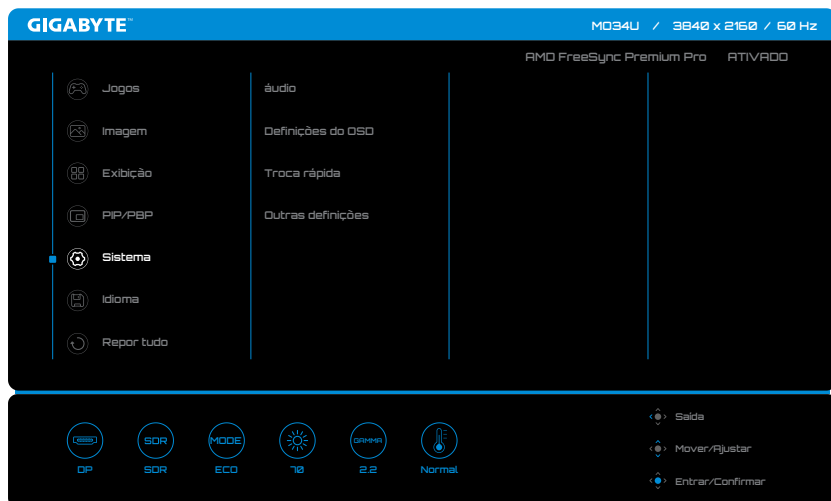 GIGABYTE™
MO34U / 3840 x 2160 / 60 Hz
AMD FreeSync Premium Pro ATIVADO
Jogos
áudio
Imagem
Definições do OSD
Exibição
Troca rápida
PIP/PBP
Outras definições
Sistema
Idioma
Repor tudo
SDR
MODE
GAMMA
DP
SDR
ECO
70
2.2
Normal
Saída
Mover/Ajustar
Entrar/Confirmar